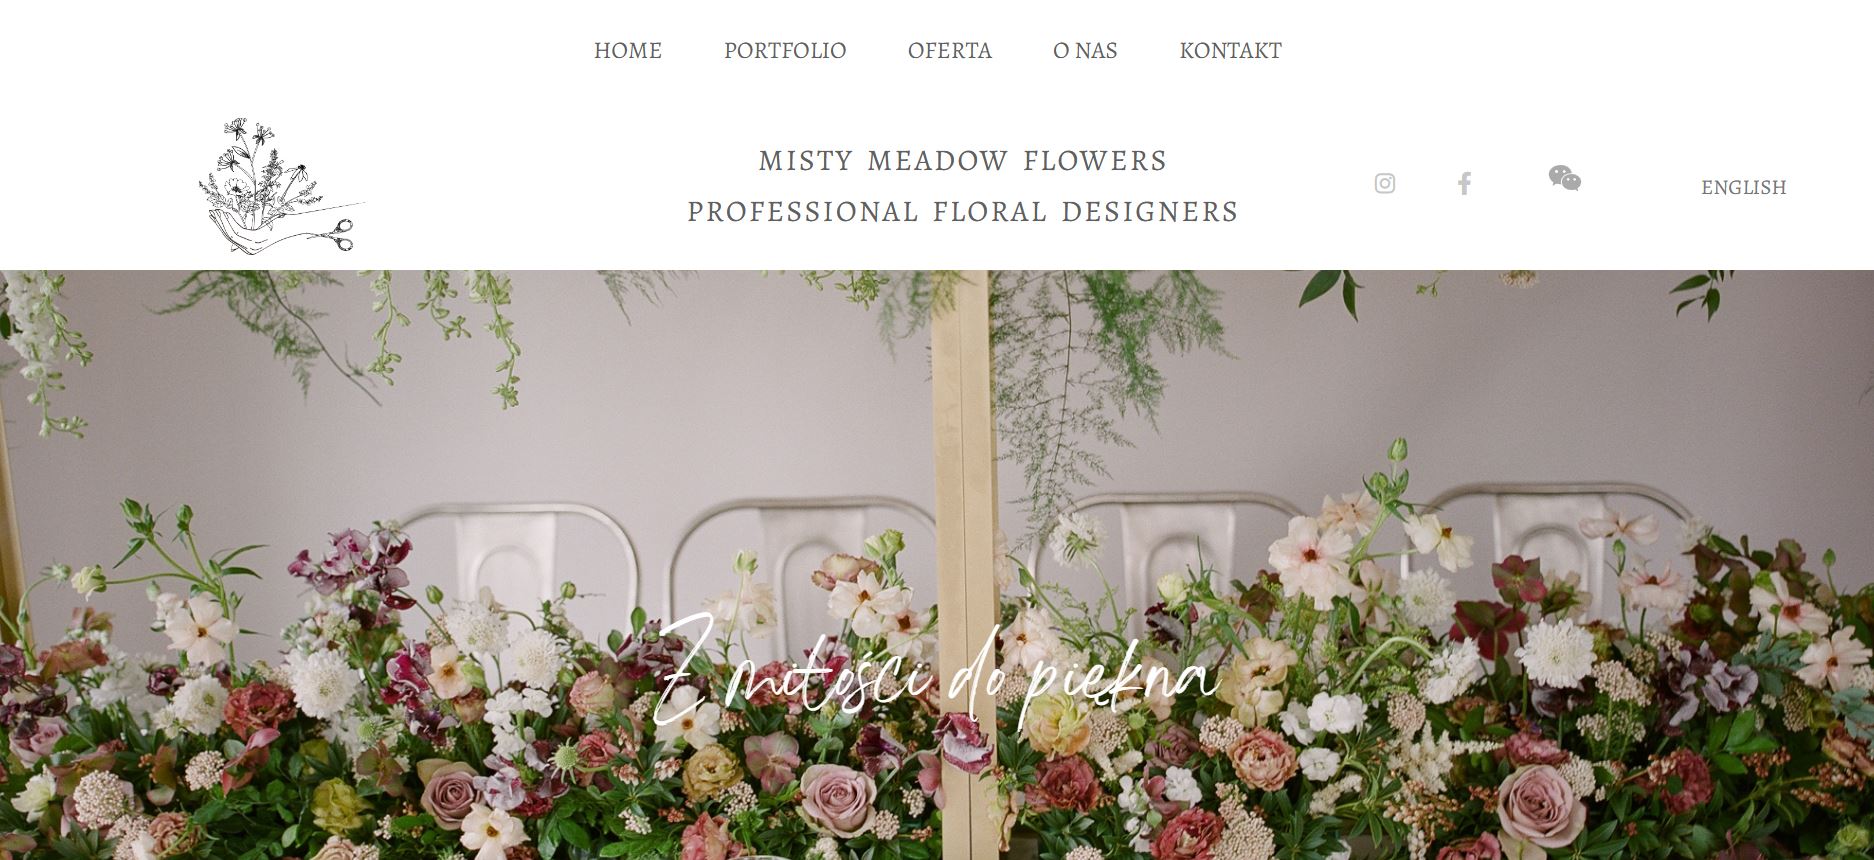 HOME PORTFOLIO OFERTA O NAS KONTAKT
MISTY MEADOW FLOWERS
PROFESSIONAL FLORAL DESIGNERS
ENGLISH
Z miłości do piękna